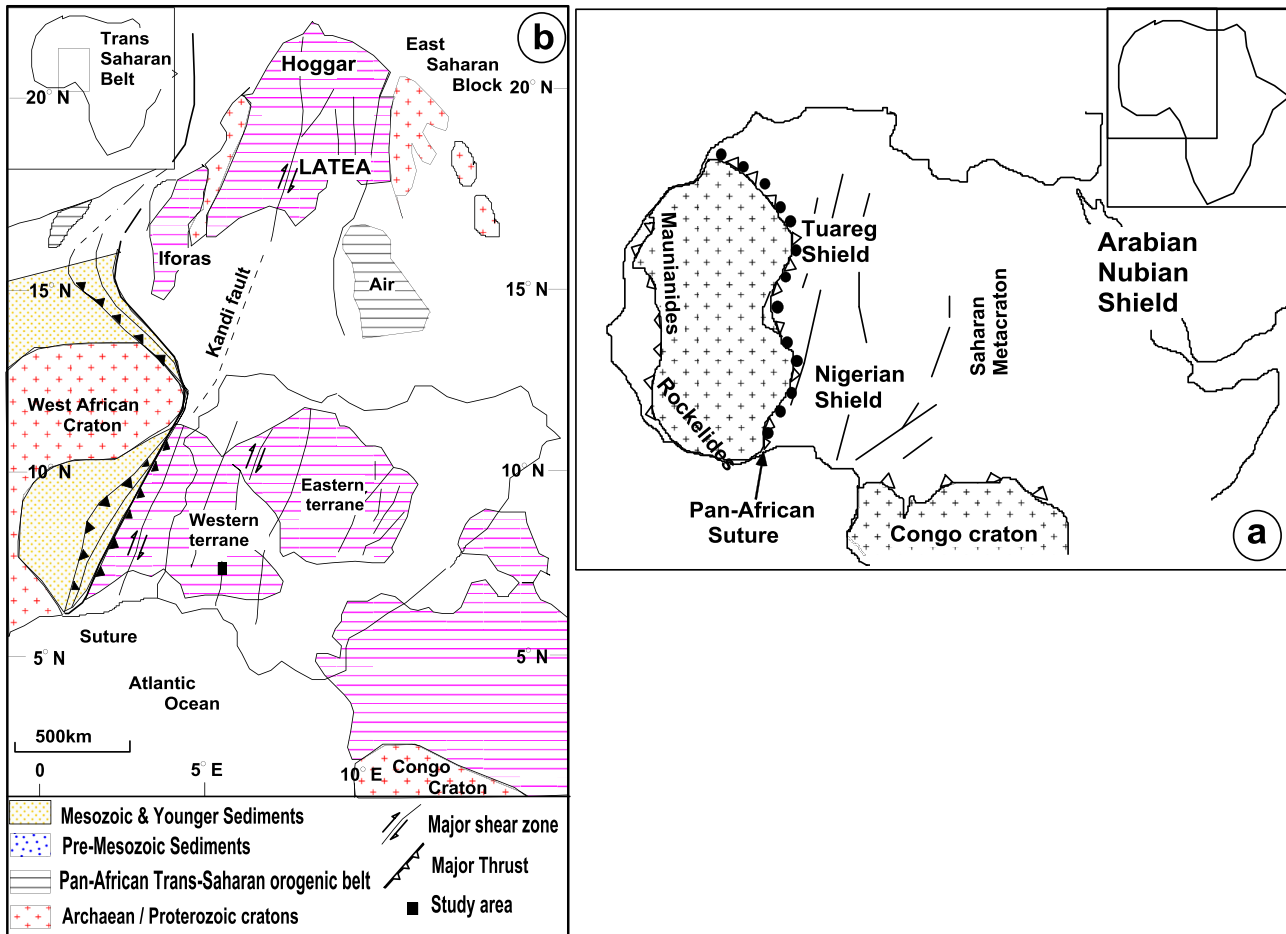 b
Trans
Saharan
Belt
20° N
Hoggar
East
Saharan
Block
20° N
LATEA
Iforas
Air
15° N
15° N
Kandi fault
West African
Craton
10° N
10° N
Eastern
terrane
Western
terrane
Suture
5° N
5° N
Atlantic
Ocean
500km
0
5° E
10° E
Congo
Craton
Mesozoic & Younger Sediments
Pre-Mesozoic Sediments
Pan-African Trans-Saharan orogenic belt
Archaean / Proterozoic cratons
Major shear zone
Major Thrust
Study area
Maunianides
Tuareg
Shield
Arabian
Nubian
Shield
Saharan
Metacraton
Nigerian
Shield
Rockelides
Pan-African
Suture
Congo craton
a